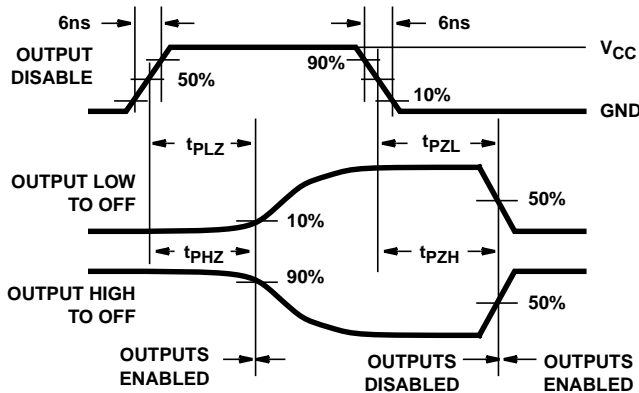 6ns
6ns
OUTPUT
DISABLE
50%
90%
10%
VCC
GND
tPLZ
tPZL
OUTPUT LOW
TO OFF
10%
50%
tPHZ
tPZH
OUTPUT HIGH
TO OFF
90%
50%
OUTPUTS
ENABLED
OUTPUTS
DISABLED
OUTPUTS
ENABLED